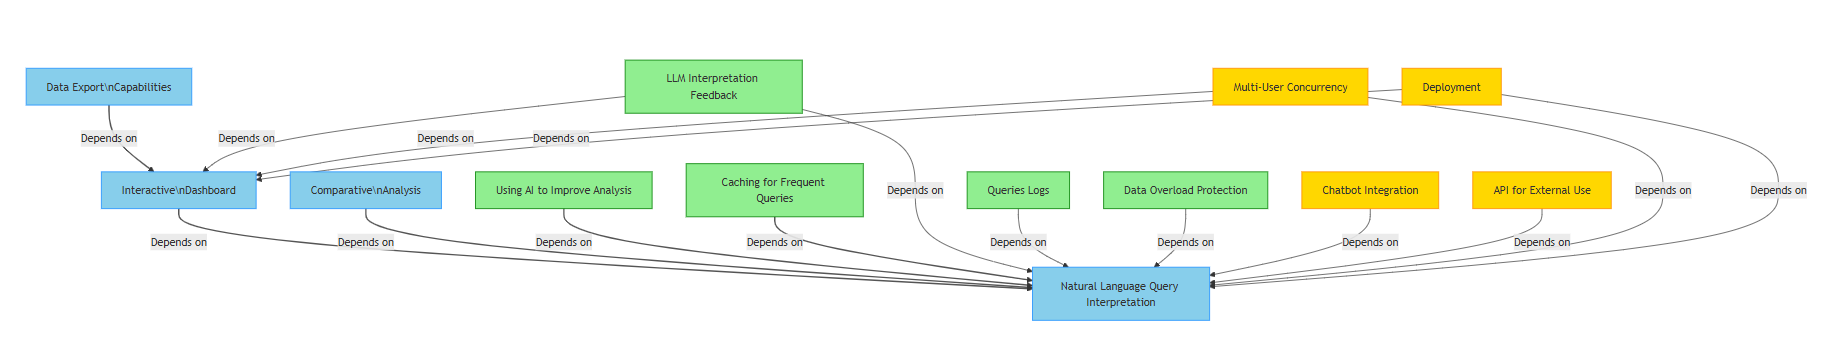 Data Export\nCapabilities
LLM Interpretation
Feedback
Multi-User Concurrency
Deployment
Depends on
Depends on
Depends on
Depends on
Interactive\nDashboard
Comparative\nAnalysis
Using AI to Improve Analysis
Caching for Frequent
Queries
Depends on
Queries Logs
Data Overload Protection
Chatbot Integration
API for External Use
Depends on
Depends on
Depends on
Depends on
Depends on
Depends on
Depends on
Depends on
Depends on
Depends on
Natural Language Query
Interpretation